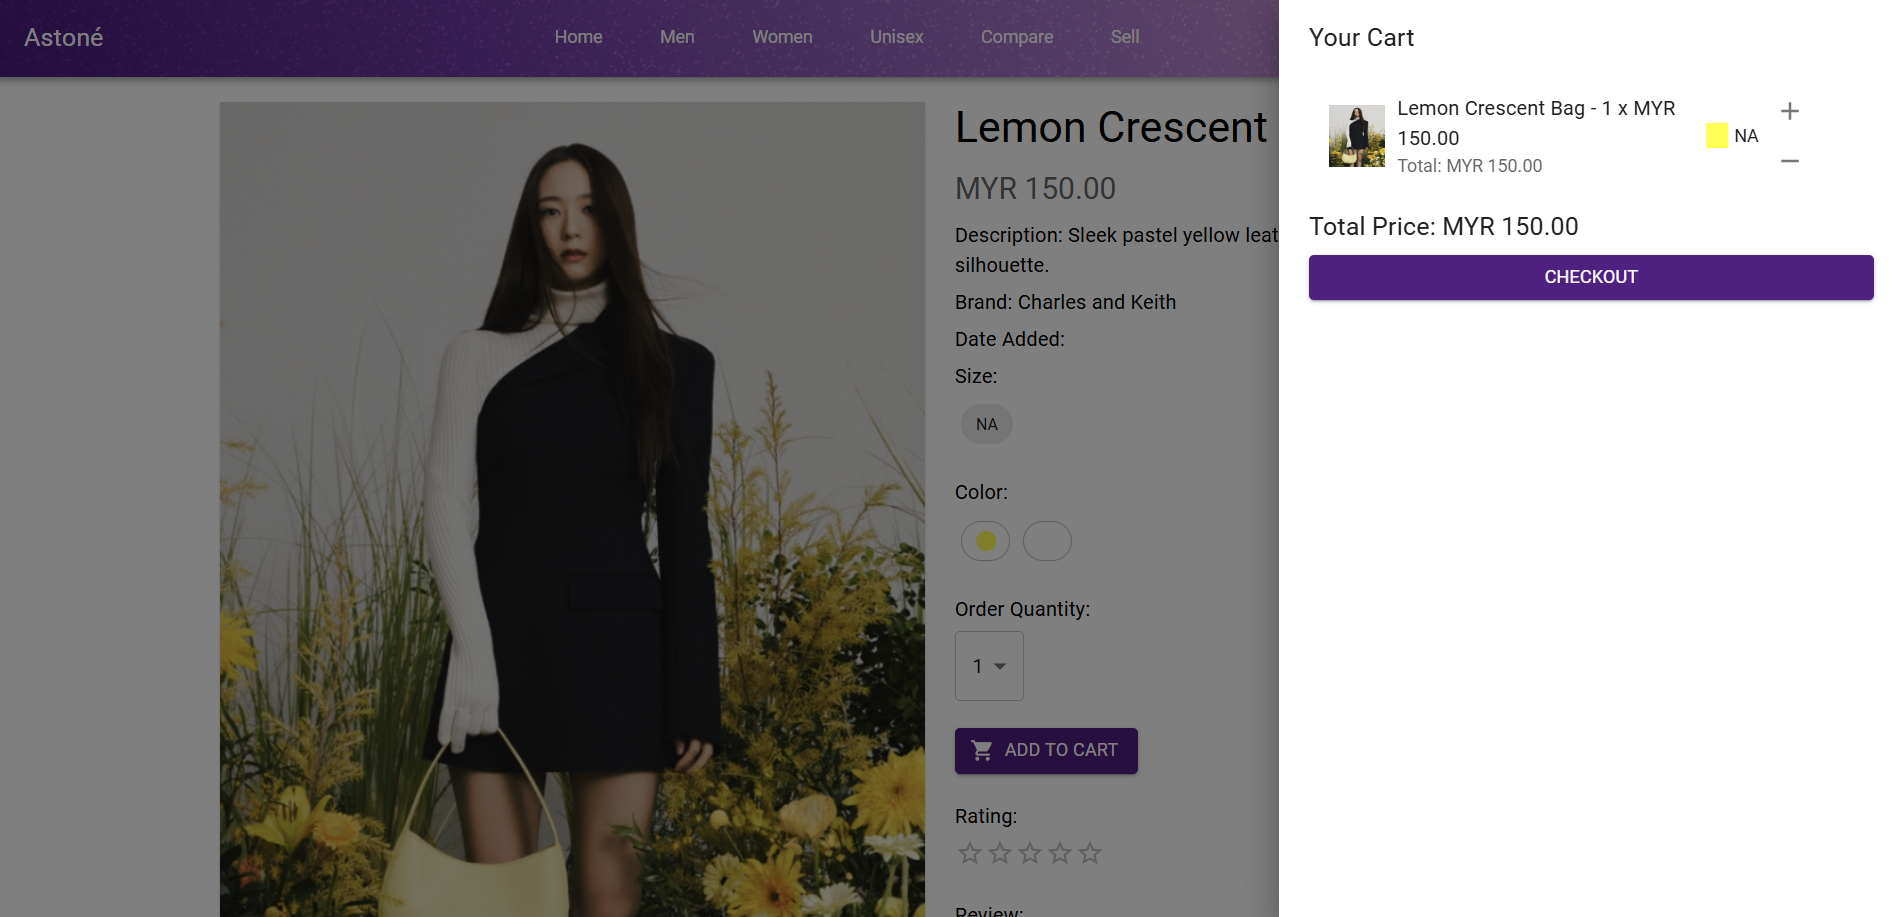 Astoné
Home
Men
Women
Unisex
Compare
Sell
Lemon Crescent
MYR 150.00
Description: Sleek pastel yellow leat
silhouette.
Brand: Charles and Keith
Date Added:
Size:
NA
Color:
Order Quantity:
1
ADD TO CART
Rating:
Review:
Your Cart
Lemon Crescent Bag - 1 x MYR
150.00
Total: MYR 150.00
NA
Total Price: MYR 150.00
CHECKOUT